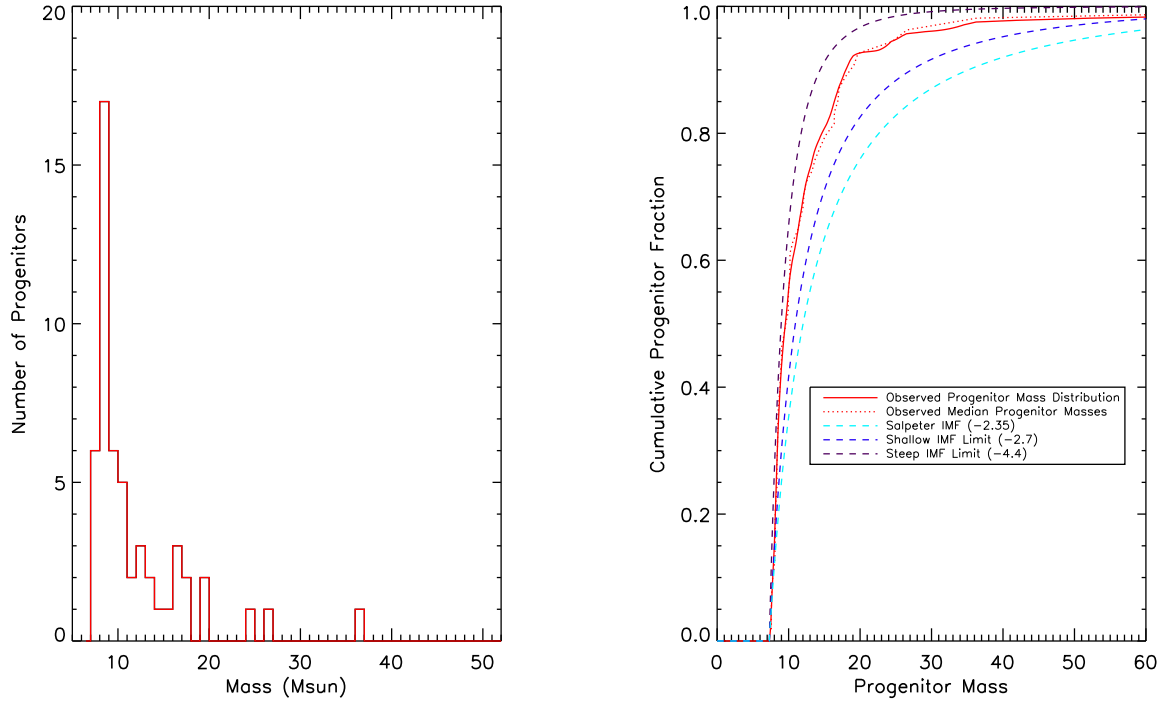 20
15
10
5
0
Number of Progenitors
10 20 30 40 50
Mass (Msun)
1.0
0.8
0.6
0.4
0.2
0.0
Cumulative Progenitor Fraction
Observed Progenitor Mass Distribution
Observed Median Progenitor Masses
Salpeter IMF (−2.35)
Shallow IMF Limit (−2.7)
Steep IMF Limit (−4.4)
0 10 20 30 40 50 60
Progenitor Mass